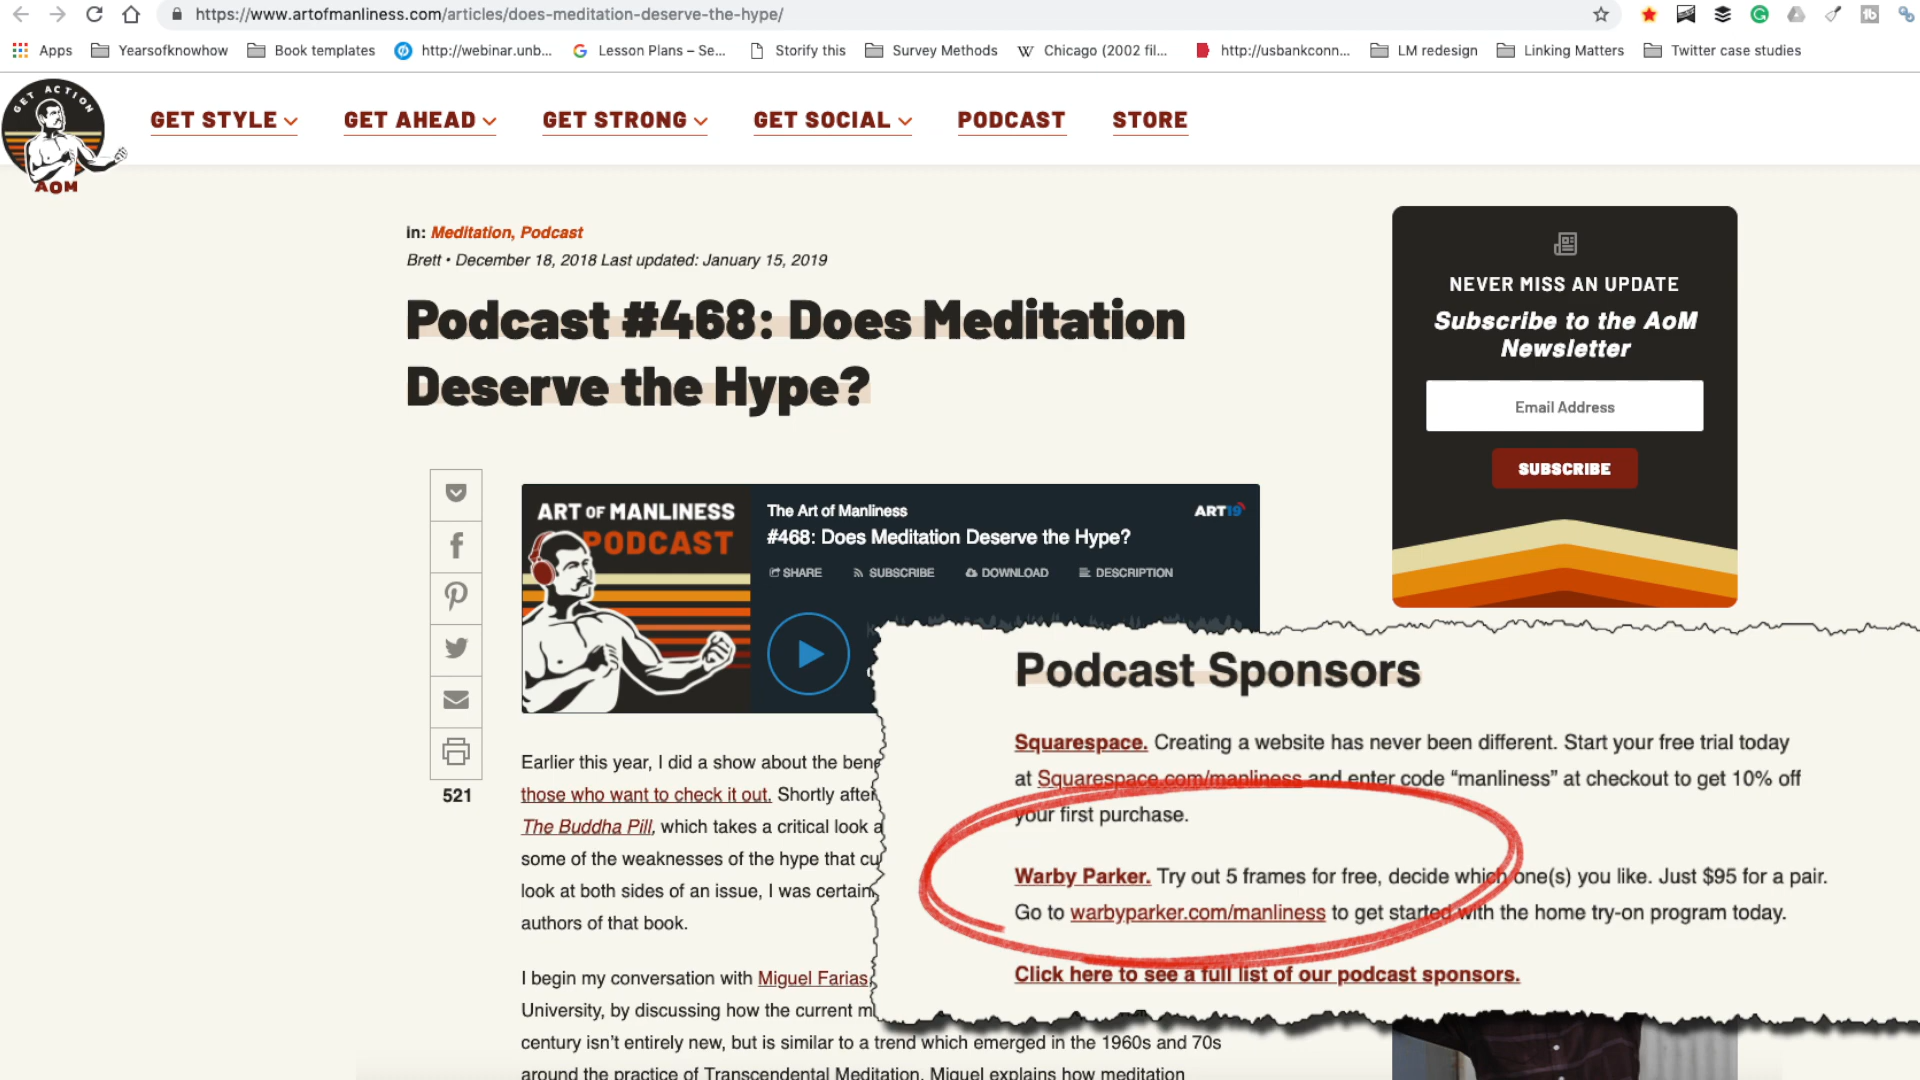 https://www.artofmanliness.com/articles/does-meditation-deserve-the-hype/
Apps Yearsofknowhow Book templates http://webinar.unb... Lesson Plans – Se... Storify this Survey Methods Chicago (2002 fil... http://usbankconn... LM redesign Linking Matters Twitter case studies
GET ACTION
AOM
GET STYLE GET AHEAD GET STRONG GET SOCIAL PODCAST STORE
in: Meditation, Podcast
Brett • December 18, 2018 Last updated: January 15, 2019
Podcast #468: Does Meditation
Deserve the Hype?
NEVER MISS AN UPDATE
Subscribe to the AoM
Newsletter
Email Address
SUBSCRIBE
ART OF MANLINESS
PODCAST
The Art of Manliness
ART19
#468: Does Meditation Deserve the Hype?
SHARE SUBSCRIBE DOWNLOAD DESCRIPTION
521
Earlier this year, I did a show about the bene
those who want to check it out. Shortly after
The Buddha Pill, which takes a critical look a
some of the weaknesses of the hype that cu
look at both sides of an issue, I was certain
authors of that book.
I begin my conversation with Miguel Farias,
University, by discussing how the current m
century isn’t entirely new, but is similar to a trend which emerged in the 1960s and 70s
around the practice of Transcendental Meditation. Miguel explains how meditation
Podcast Sponsors
Squarespace. Creating a website has never been different. Start your free trial today
at Squarespace.com/manliness and enter code “manliness” at checkout to get 10% off
your first purchase.
Warby Parker. Try out 5 frames for free, decide which one(s) you like. Just $95 for a pair.
Go to warbyparker.com/manliness to get started with the home try-on program today.
Click here to see a full list of our podcast sponsors.